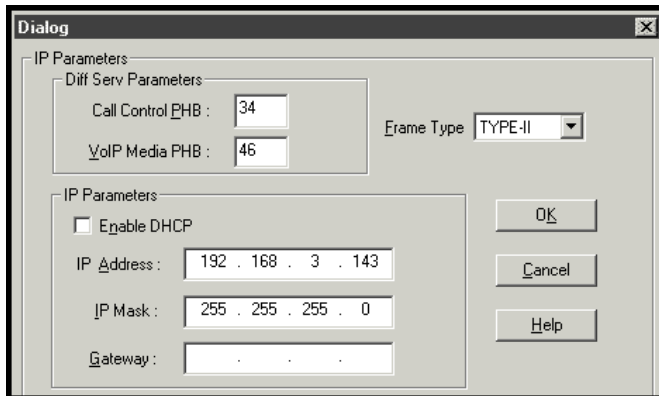 Dialog
IP Parameters
Diff Serv Parameters
Call Control PHB : 34
VoIP Media PHB : 46
Frame Type TYPE-II
IP Parameters
Enable DHCP
IP Address : 192 . 168 . 3 . 143
IP Mask : 255 . 255 . 255 . 0
Gateway : . . .
OK
Cancel
Help